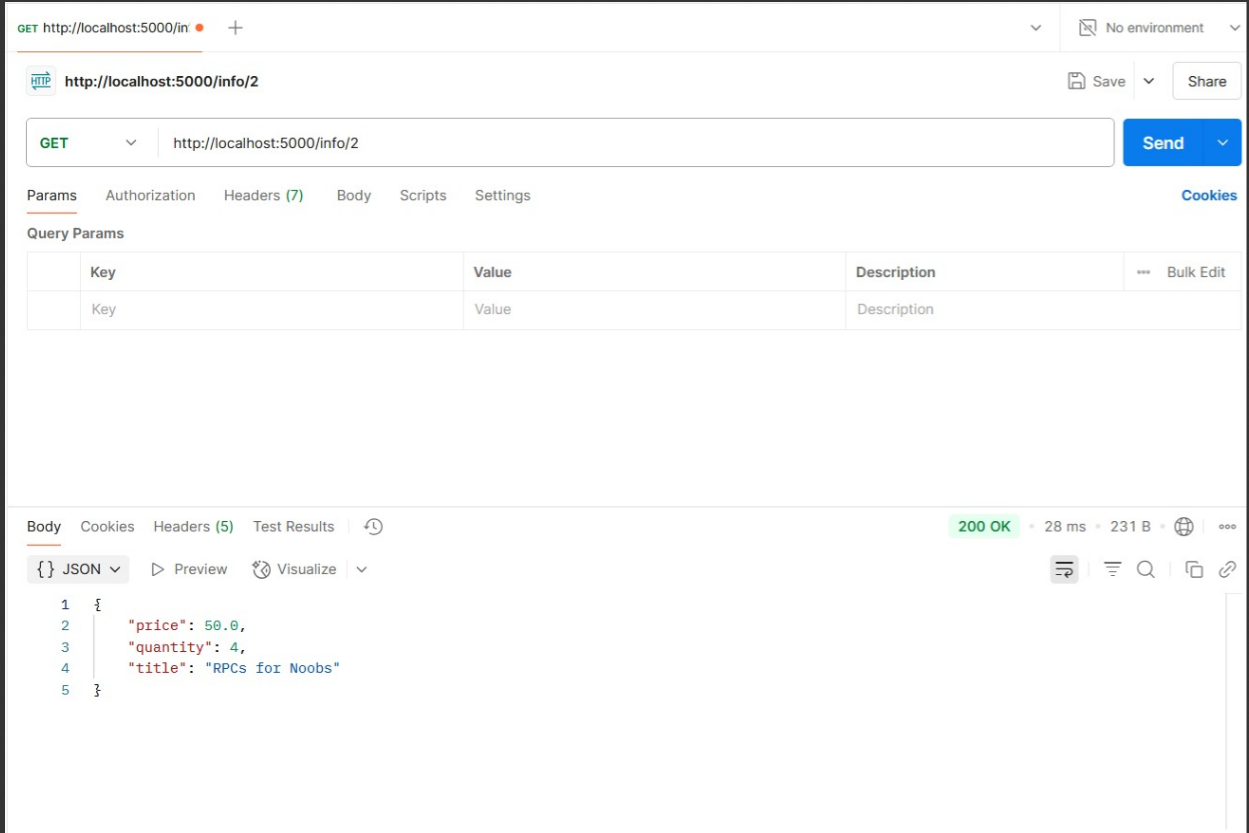 GET http://localhost:5000/in
No environment
HTTP http://localhost:5000/info/2
Save
Share
GET http://localhost:5000/info/2
Send
Params Authorization Headers (7) Body Scripts Settings
Cookies
Query Params
Key Value Description ••• Bulk Edit
Key Value Description
Body Cookies Headers (5) Test Results
200 OK • 28 ms • 231 B •
{} JSON Preview Visualize
1 {
2 "price": 50.0,
3 "quantity": 4,
4 "title": "RPCs for Noobs"
5 }